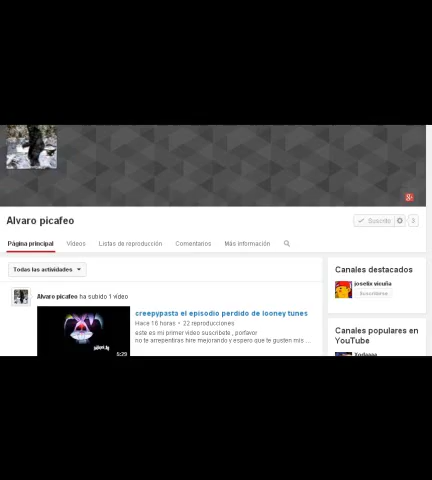 Alvaro picafeo
Suscrito
3
Página principal
Vídeos
Listas de reproducción
Comentarios
Más información
Todas las actividades
Canales destacados
joselix vicuña
Suscribirse
Alvaro picafeo ha subido 1 vídeo
creepypasta el episodio perdido de looney tunes
Hace 16 horas • 22 reproducciones
este es mi primer video suscribete , porfavor
no te arrepentiras hire mejorando y espero que te gusten mis ...
5:29
Canales populares en
YouTube